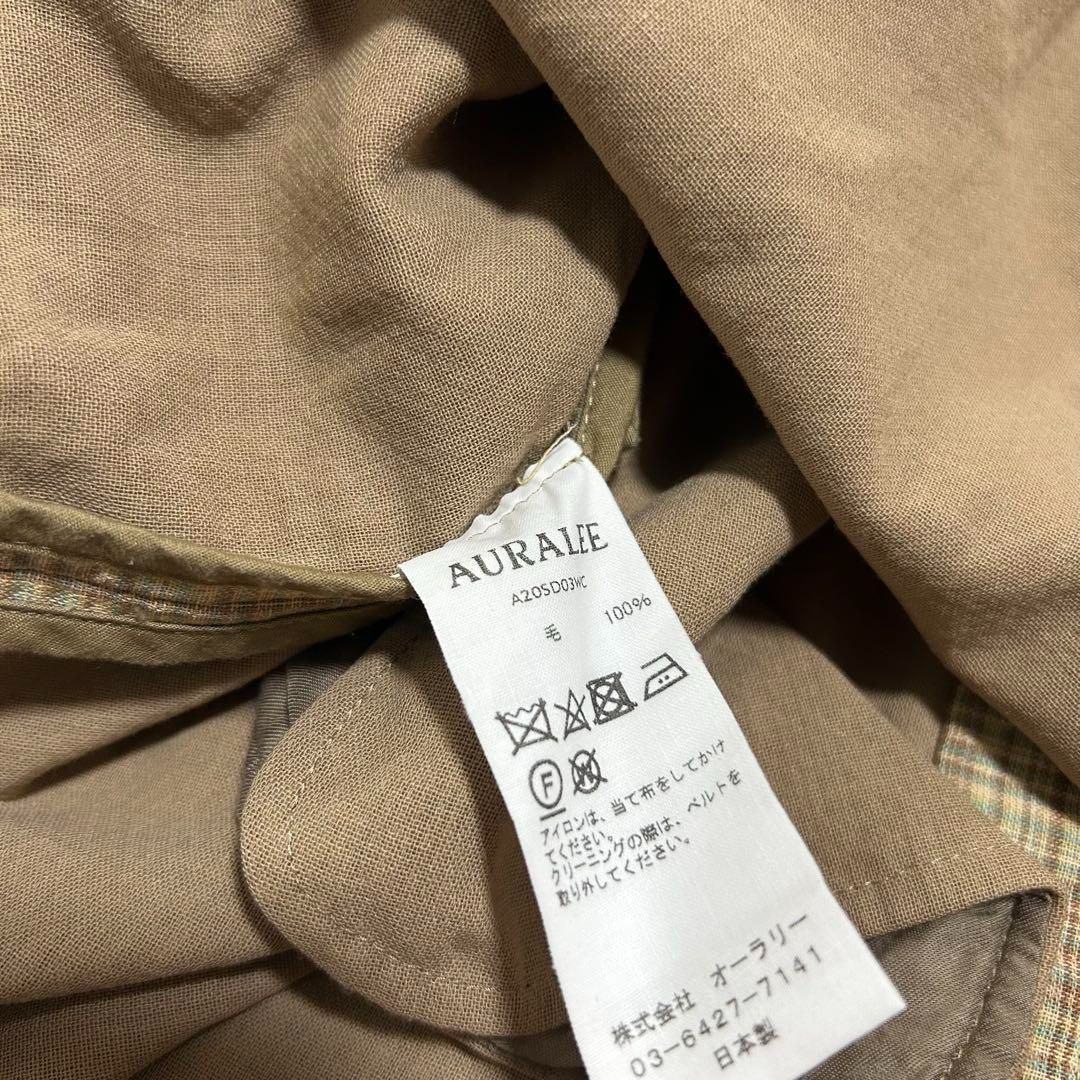 AURALEE
A20SD03WC
毛 100%
F W
アイロンは、当て布をしてかけ
てください。
クリーニングの際は、ベルトを
取り外してください。
株式会社 オーラリー
03-6427-7141
日本製